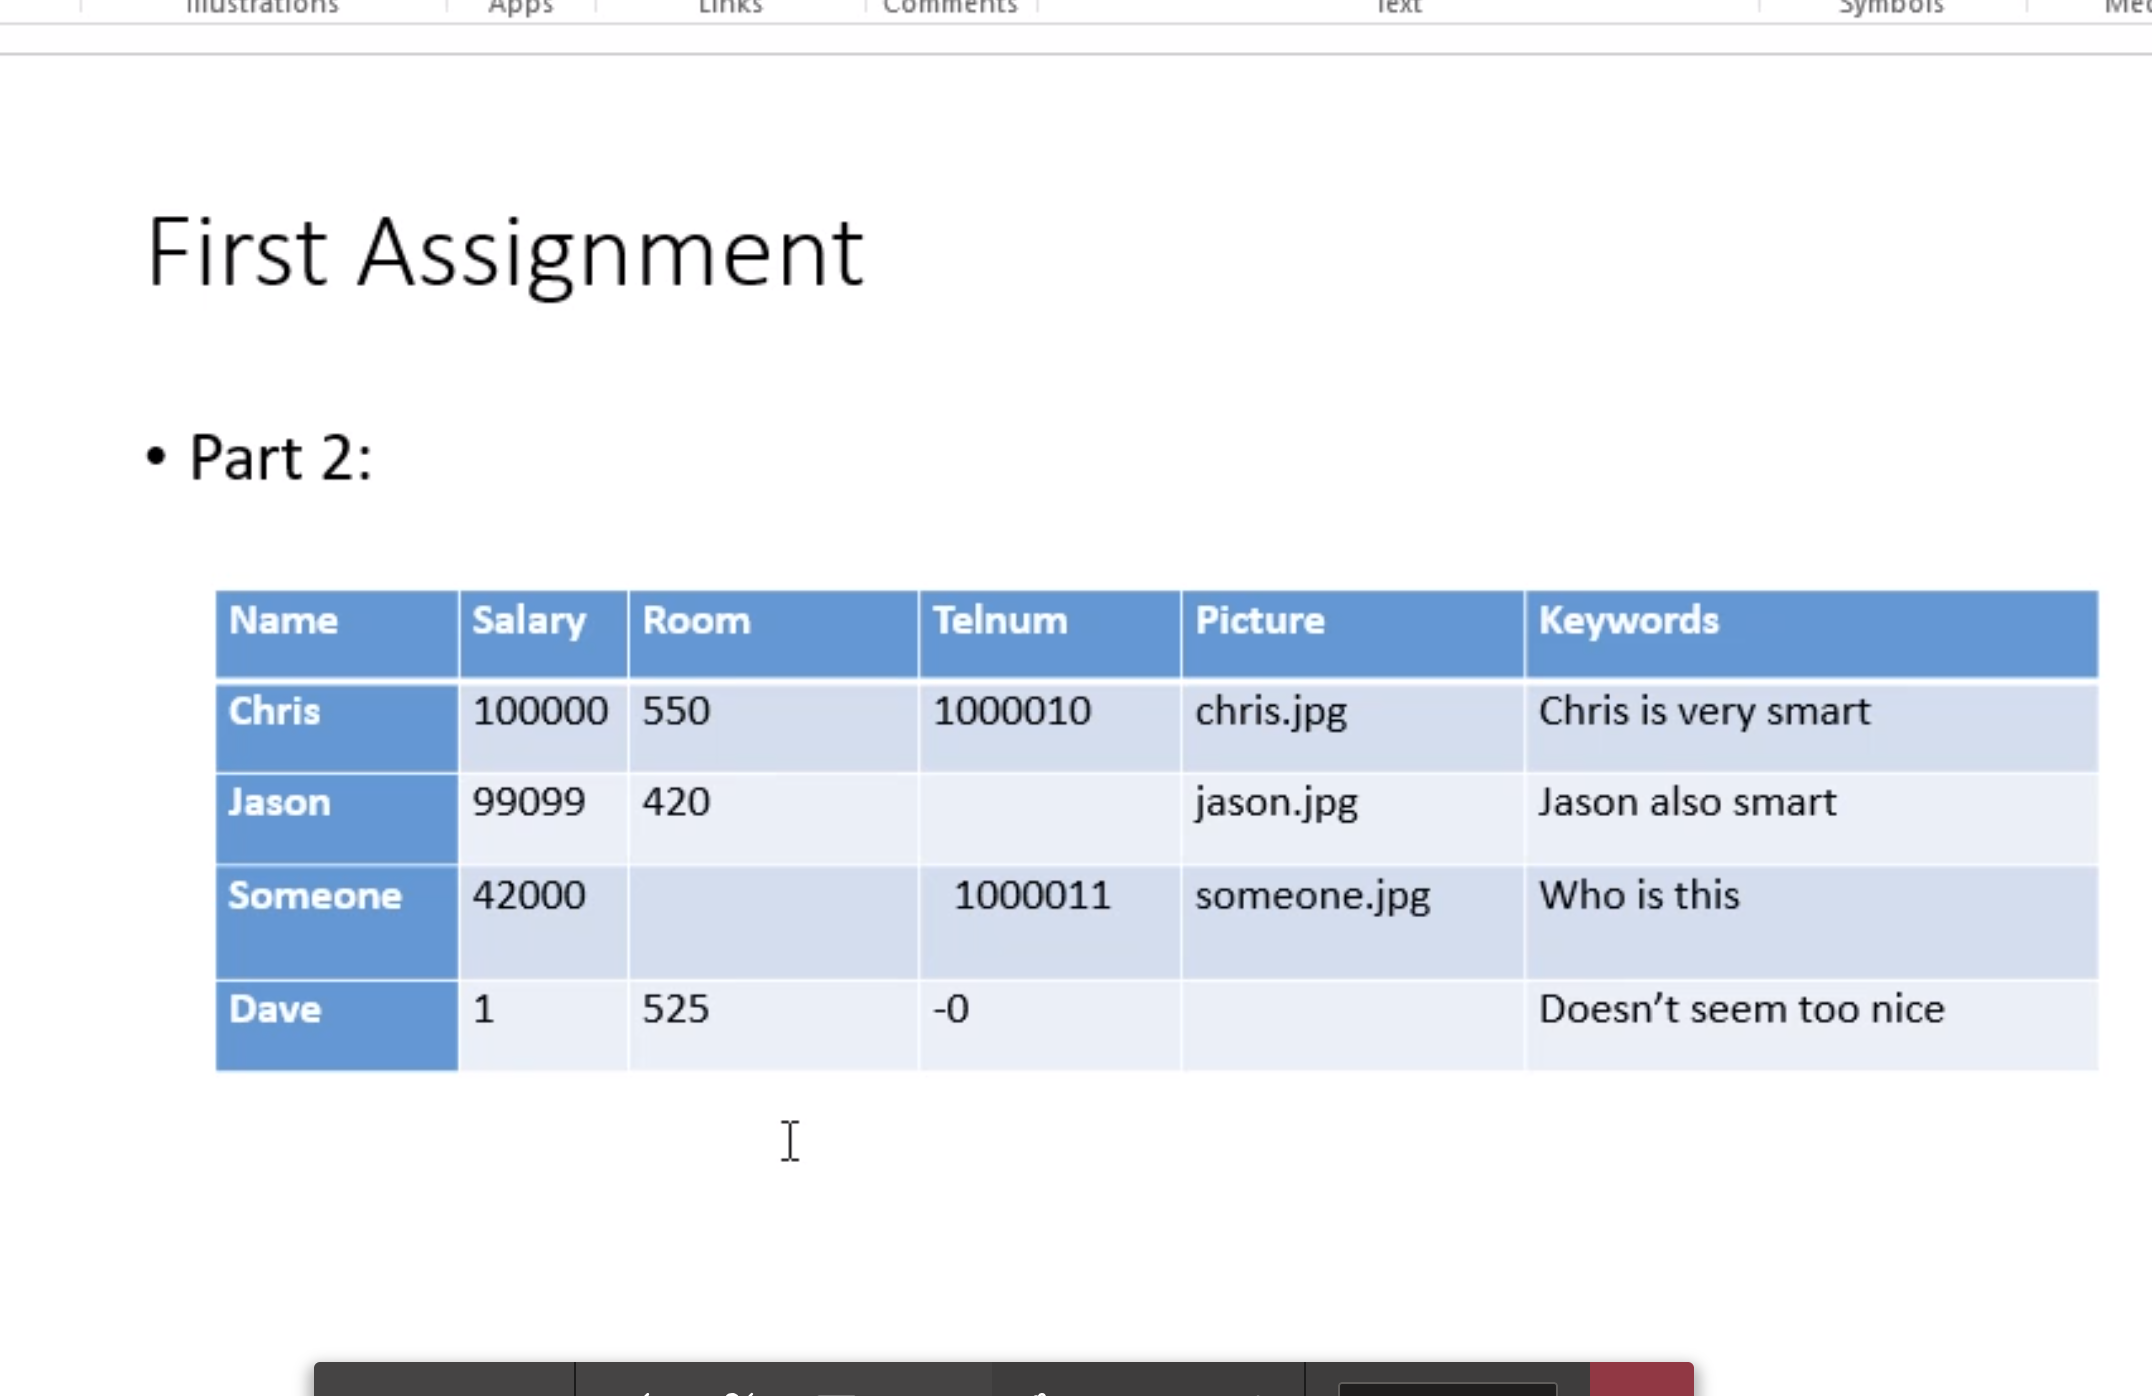 Illustrations Apps Links Comments Text Symbols
First Assignment
• Part 2:
Name Salary Room Telnum Picture Keywords
Chris 100000 550 1000010 chris.jpg Chris is very smart
Jason 99099 420 jason.jpg Jason also smart
Someone 42000 1000011 someone.jpg Who is this
Dave 1 525 -0 Doesn’t seem too nice